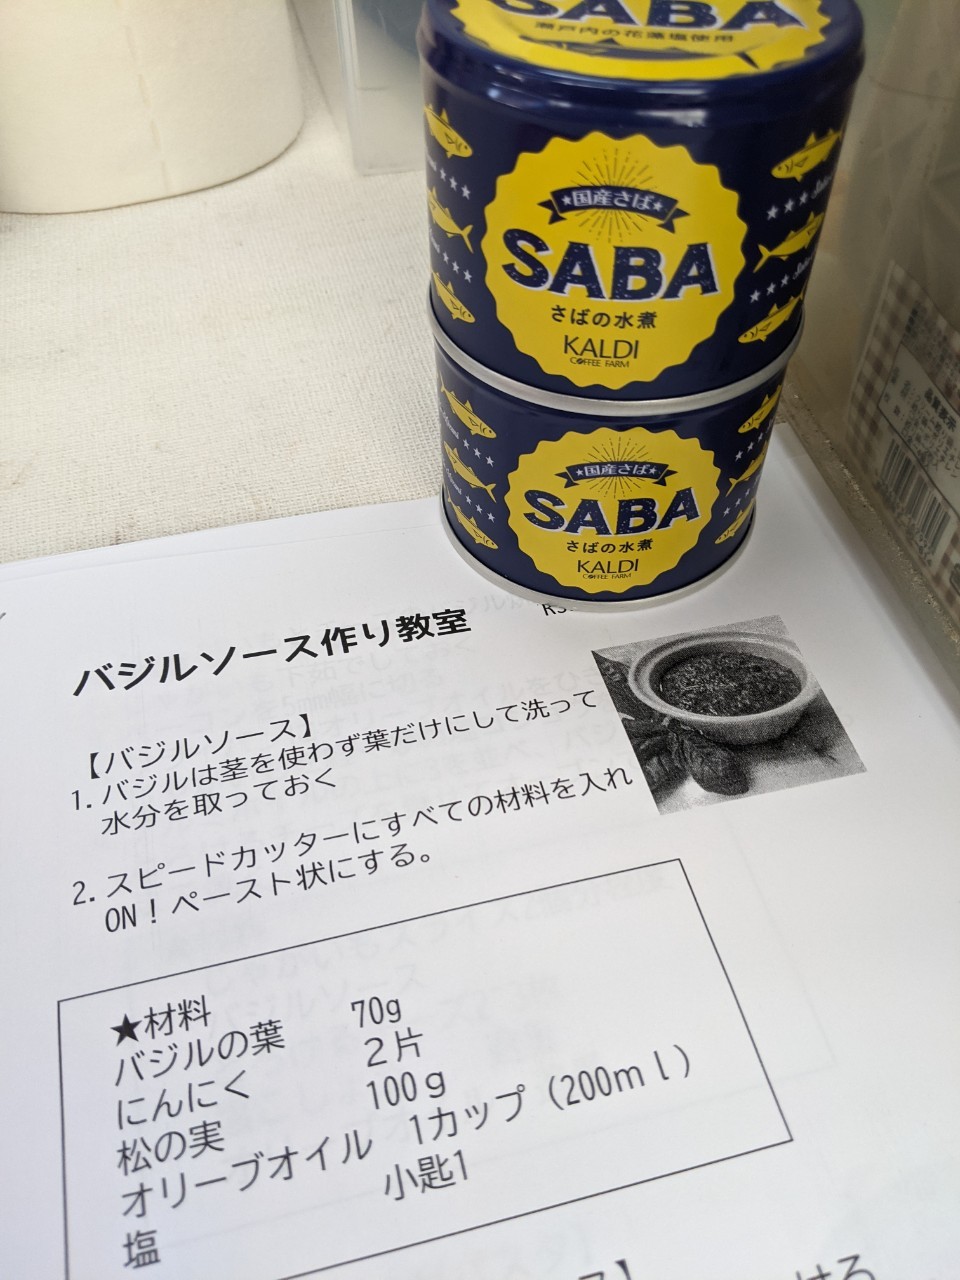 SABA
瀬戸内の花藻塩使用
★国産さば★
SABA
さばの水煮
KALDI
COFFEE FARM
★国産さば★
SABA
さばの水煮
KALDI
COFFEE FARM
バジルソース作り教室
【バジルソース】
1. バジルは茎を使わず葉だけにして洗って
水分を取っておく
2. スピードカッターにすべての材料を入れ
ON！ペースト状にする。
★材料
バジルの葉 70g
にんにく 2片
松の実 100g
オリーブオイル 1カップ（200ml）
塩 小匙1